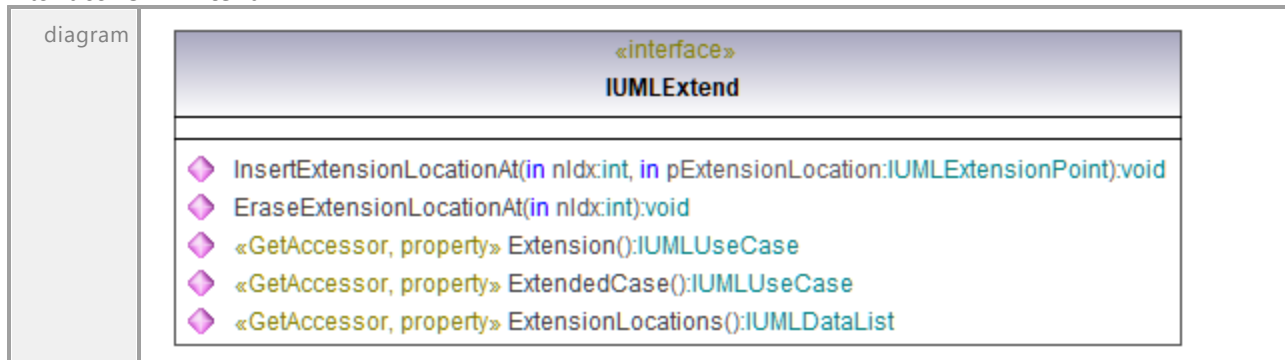 diagram
«interface»
IUMLExtend
InsertExtensionLocationAt(in nIdx:int, in pExtensionLocation:IUMLExtensionPoint):void
EraseExtensionLocationAt(in nIdx:int):void
«GetAccessor, property» Extension():IUMLUseCase
«GetAccessor, property» ExtendedCase():IUMLUseCase
«GetAccessor, property» ExtensionLocations():IUMLDataList